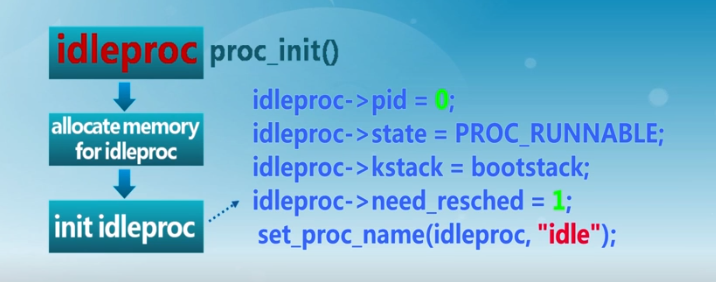 idleproc proc_init()
allocate memory
for idleproc
init idleproc
idleproc->pid = 0;
idleproc->state = PROC_RUNNABLE;
idleproc->kstack = bootstack;
idleproc->need_resched = 1;
set_proc_name(idleproc, "idle");